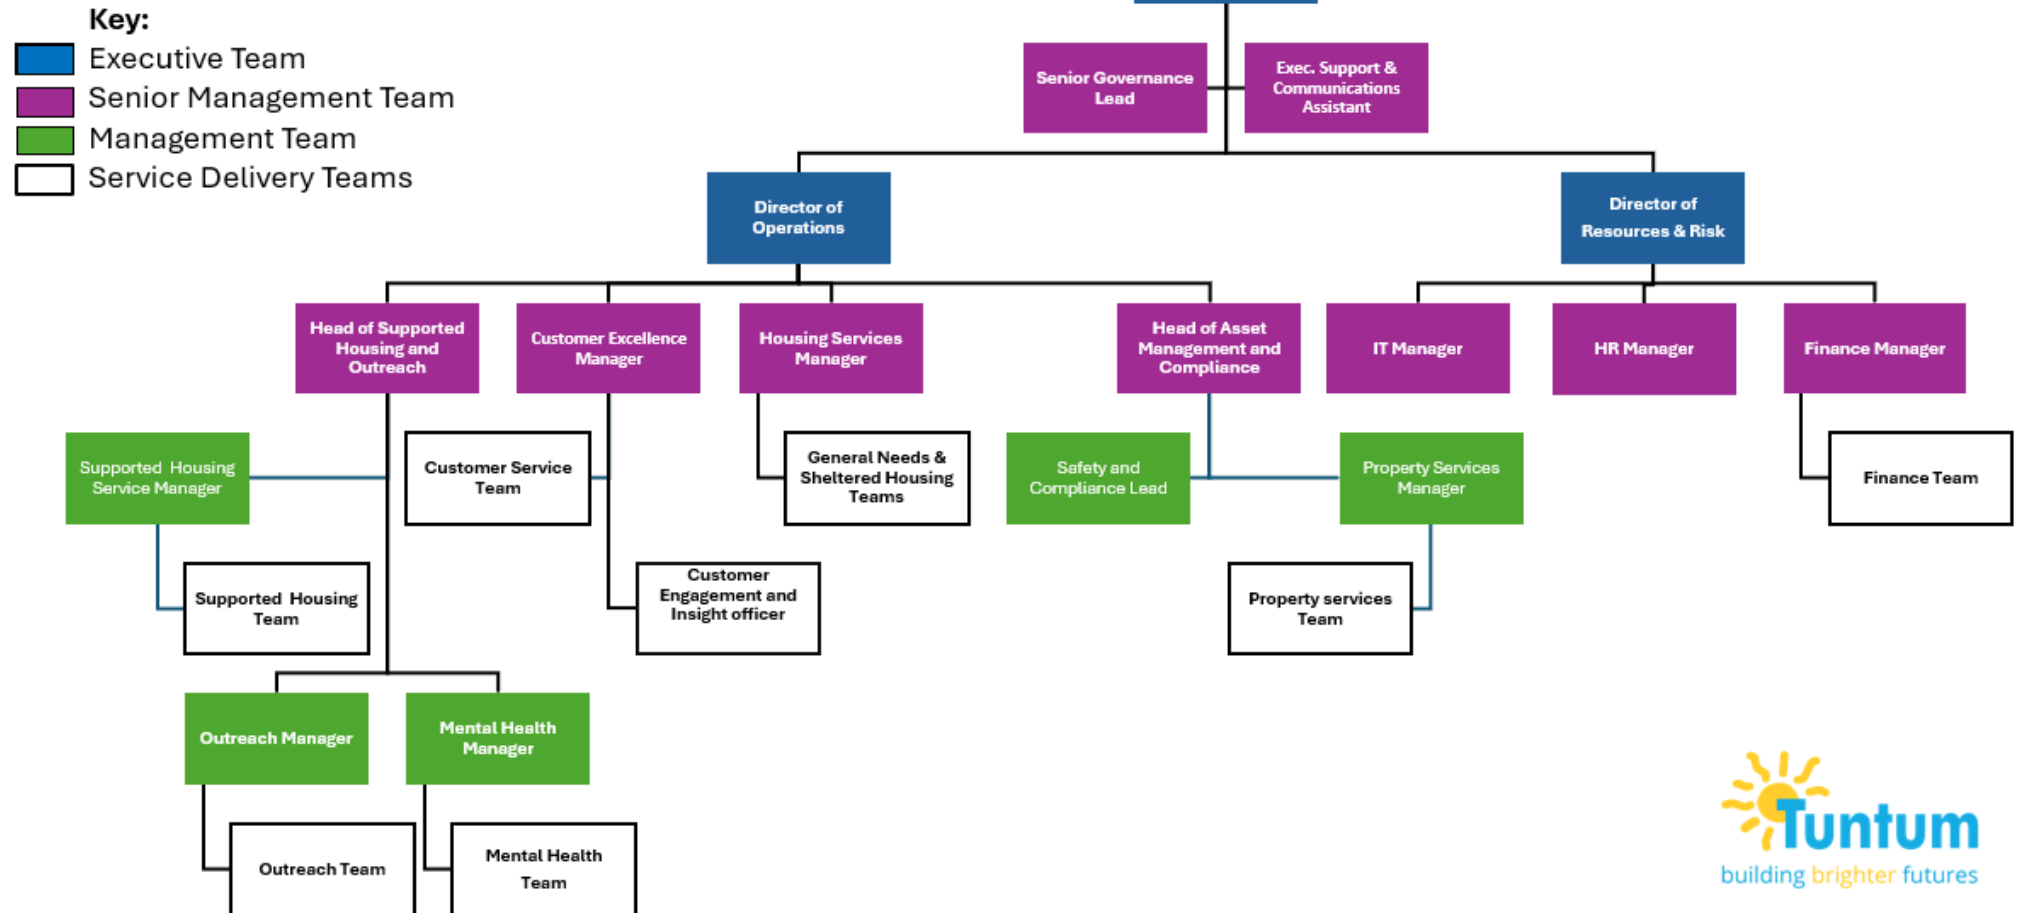 Key:
Executive Team
Senior Management Team
Management Team
Service Delivery Teams
Senior Governance
Lead
Exec. Support &
Communications
Assistant
Director of
Operations
Director of
Resources & Risk
Head of Supported
Housing and
Outreach
Customer Excellence
Manager
Housing Services
Manager
Head of Asset
Management and
Compliance
IT Manager
HR Manager
Finance Manager
Supported Housing
Service Manager
Customer Service
Team
General Needs &
Sheltered Housing
Teams
Safety and
Compliance Lead
Property Services
Manager
Finance Team
Supported Housing
Team
Customer
Engagement and
Insight officer
Property services
Team
Outreach Manager
Mental Health
Manager
Outreach Team
Mental Health
Team
Tuntum
building brighter futures